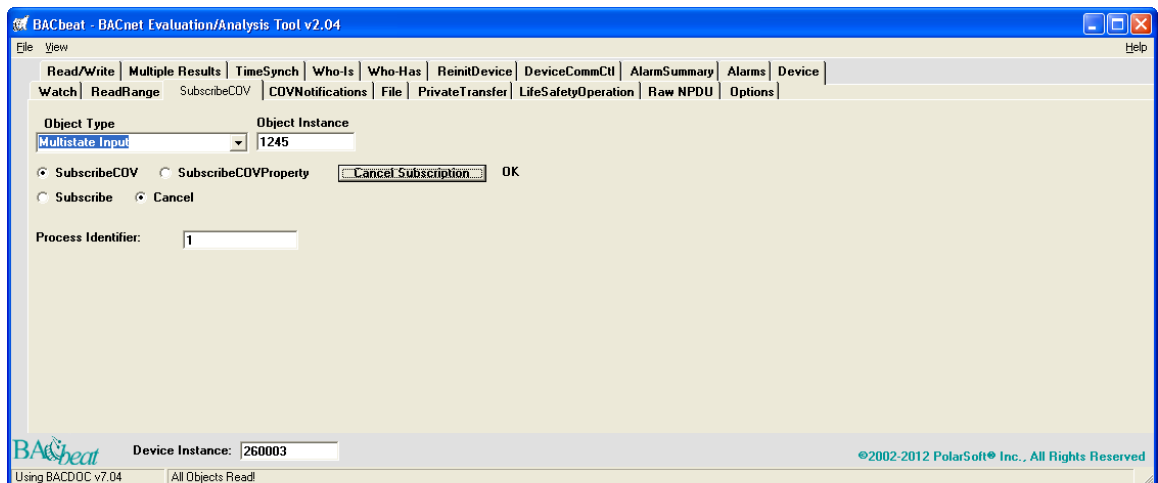 BACbeat - BACnet Evaluation/Analysis Tool v2.04
File View Help
Read/Write Multiple Results TimeSynch Who-Is Who-Has ReinitDevice DeviceCommCtl AlarmSummary Alarms Device
Watch ReadRange SubscribeCOV COVNotifications File PrivateTransfer LifeSafetyOperation Raw NPDU Options
Object Type Object Instance
Multistate Input 1245
SubscribeCOV SubscribeCOVProperty Cancel Subscription OK
Subscribe Cancel
Process Identifier: 1
BACbeat Device Instance: 260003
©2002-2012 PolarSoft® Inc., All Rights Reserved
Using BACDOC v7.04 All Objects Read!